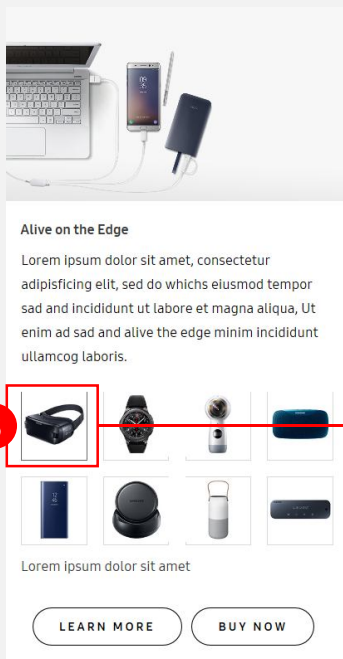 Alive on the Edge
Lorem ipsum dolor sit amet, consectetur
adipisficing elit, sed do whichs eiusmod tempor
sad and incididunt ut labore et magna aliqua, Ut
enim ad sad and alive the edge minim incididunt
ullamcog laboris.
Lorem ipsum dolor sit amet
LEARN MORE
BUY NOW